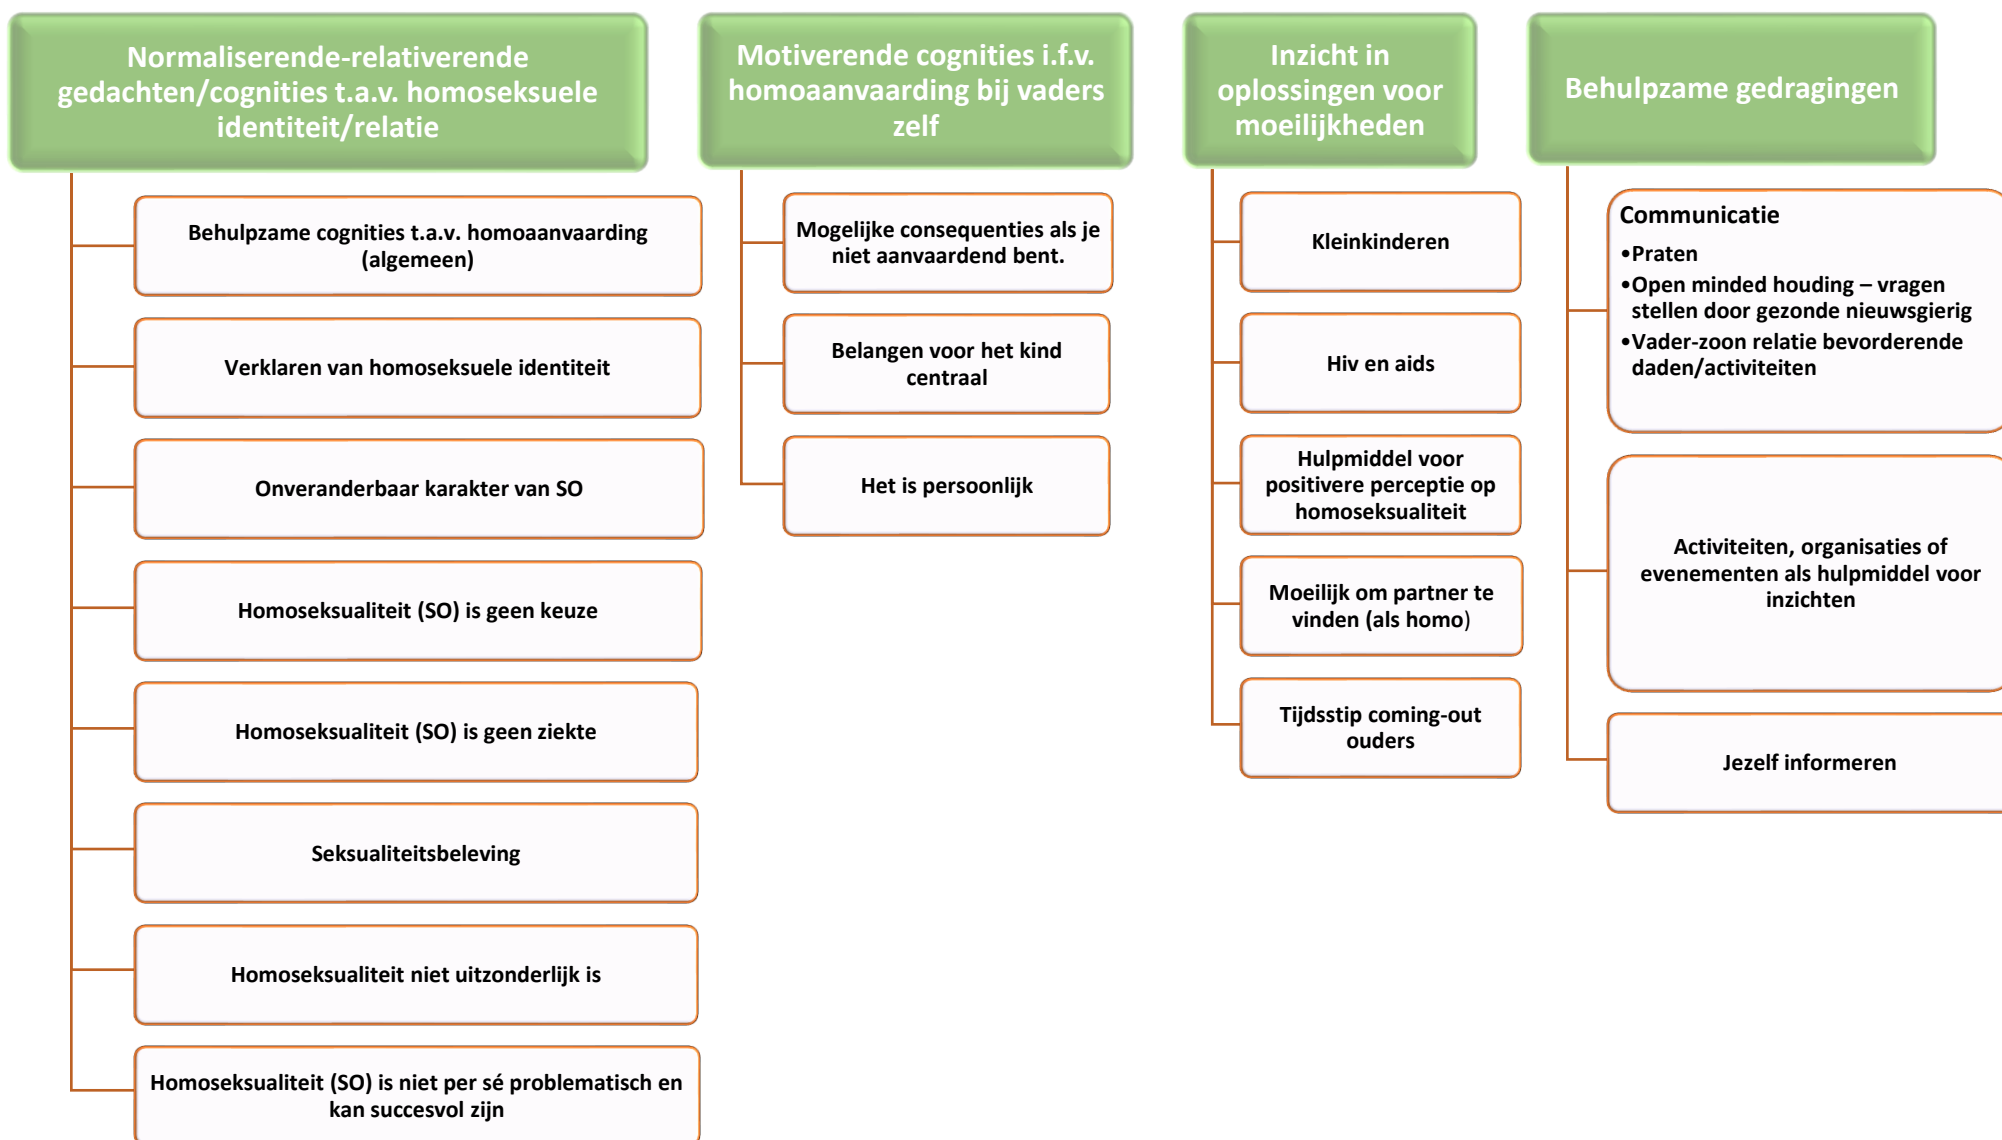 Normaliserende-relativerende
gedachten/cognities t.a.v. homoseksuele
identiteit/relatie
Behulpzame cognities t.a.v. homoaanvaarding
(algemeen)
Verklaren van homoseksuele identiteit
Onveranderbaar karakter van SO
Homoseksualiteit (SO) is geen keuze
Homoseksualiteit (SO) is geen ziekte
Seksualiteitsbeleving
Homoseksualiteit niet uitzonderlijk is
Homoseksualiteit (SO) is niet per sé problematisch en
kan succesvol zijn
Motiverende cognities i.f.v.
homoaanvaarding bij vaders
zelf
Mogelijke consequenties als je
niet aanvaardend bent.
Belangen voor het kind
centraal
Het is persoonlijk
Inzicht in
oplossingen voor
moeilijkheden
Kleinkinderen
Hiv en aids
Hulpmiddel voor
positivere perceptie op
homoseksualiteit
Moeilijk om partner te
vinden (als homo)
Tijdsstip coming-out
ouders
Behulpzame gedragingen
Communicatie
•Praten
•Open minded houding – vragen
stellen door gezonde nieuwsgierig
•Vader-zoon relatie bevorderende
daden/activiteiten
Activiteiten, organisaties of
evenementen als hulpmiddel voor
inzichten
Jezelf informeren